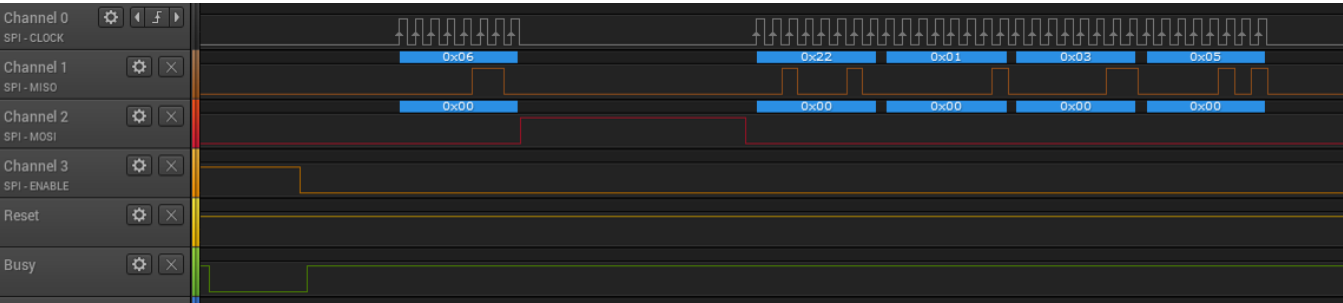 Channel 0
SPI - CLOCK
0x06 0x22 0x01 0x03 0x05
Channel 1
SPI - MISO
0x00 0x00 0x00 0x00 0x00
Channel 2
SPI - MOSI
Channel 3
SPI - ENABLE
Reset
Busy